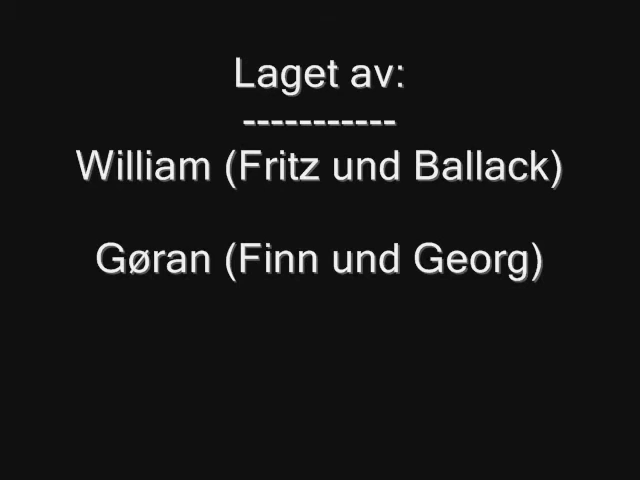 Laget av:
-----------
William (Fritz und Ballack)
Gøran (Finn und Georg)